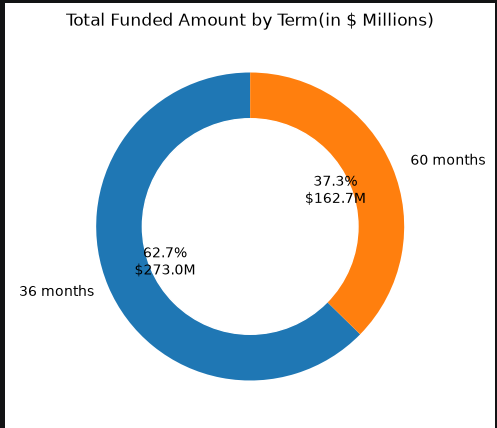 Total Funded Amount by Term(in $ Millions)
60 months
37.3%
$162.7M
62.7%
$273.0M
36 months